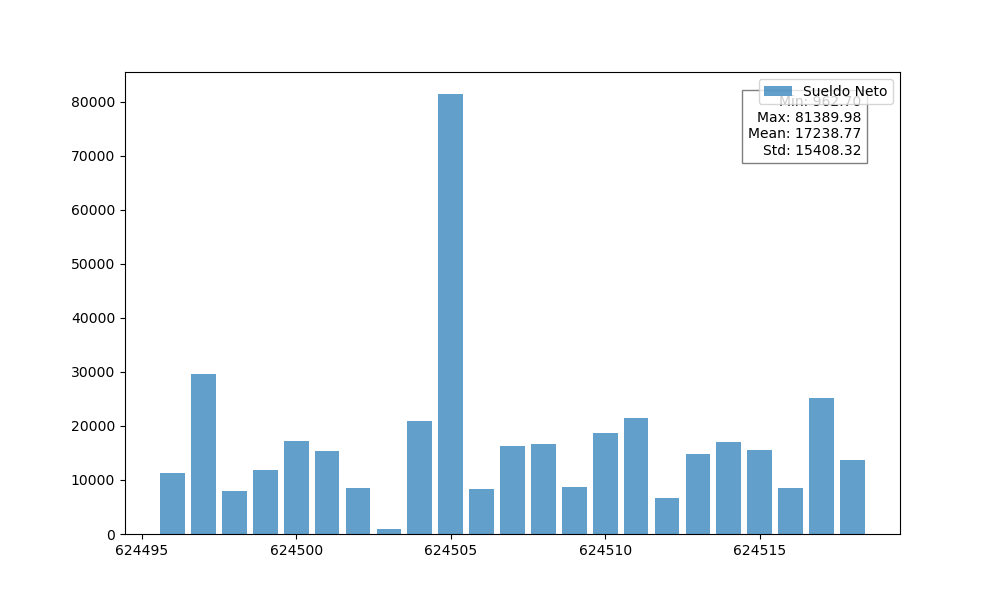 80000
70000
60000
50000
40000
30000
20000
10000
0
624495
624500
624505
624510
624515
Sueldo Neto
Min: 962.70
Max: 81389.98
Mean: 17238.77
Std: 15408.32